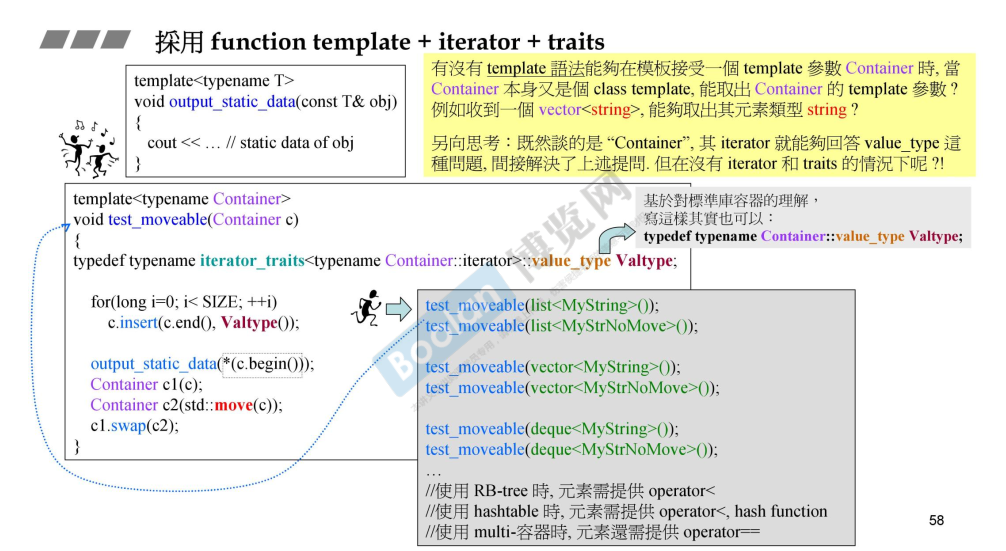 採用 function template + iterator + traits
template<typename T>
void output_static_data(const T& obj)
{
cout << … // static data of obj
}
有沒有 template 語法能夠在模板接受一個 template 參數 Container 時, 當
Container 本身又是個 class template, 能取出 Container 的 template 參數？
例如收到一個 vector<string>, 能夠取出其元素類型 string？
另向思考：既然談的是 “Container”, 其 iterator 就能夠回答 value_type 這
種問題, 間接解決了上述提問. 但在沒有 iterator 和 traits 的情況下呢 ?!
template<typename Container>
void test_moveable(Container c)
{
typedef typename iterator_traits<typename Container::iterator>::value_type Valtype;
for(long i=0; i< SIZE; ++i)
c.insert(c.end(), Valtype());
output_static_data(*(c.begin()));
Container c1(c);
Container c2(std::move(c));
c1.swap(c2);
}
基於對標準庫容器的理解，
寫這樣其實也可以：
typedef typename Container::value_type Valtype;
test_moveable(list<MyString>());
test_moveable(list<MyStrNoMove>());
test_moveable(vector<MyString>());
test_moveable(vector<MyStrNoMove>());
test_moveable(deque<MyString>());
test_moveable(deque<MyStrNoMove>());
…
//使用 RB-tree 時, 元素需提供 operator<
//使用 hashtable 時, 元素需提供 operator<, hash function
//使用 multi-容器時, 元素還需提供 operator==
Boolan 博览网
58